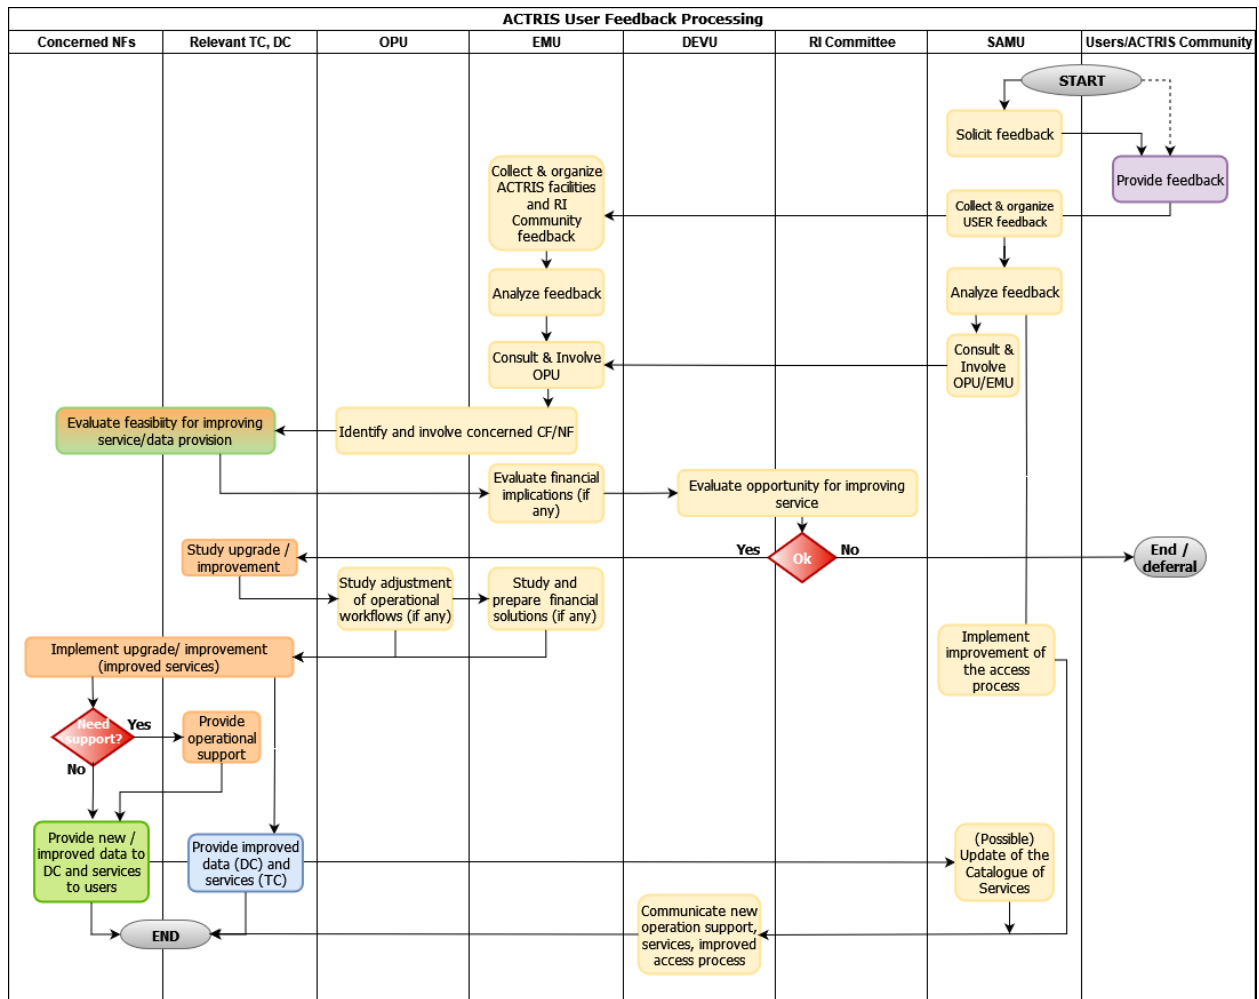 ACTRIS User Feedback Processing
Concerned NFs
Relevant TC, DC
OPU
EMU
DEVU
RI Committee
SAMU
Users/ACTRIS Community
START
Solicit feedback
Provide feedback
Collect & organize
ACTRIS facilities
and RI
Community
feedback
Collect & organize
USER feedback
Analyze feedback
Analyze feedback
Consult & Involve
OPU
Consult &
Involve
OPU/EMU
Evaluate feasibiity for improving
service/data provision
Identify and involve concerned CF/NF
Evaluate financial
implications (if
any)
Evaluate opportunity for improving
service
Study upgrade /
improvement
Yes
Ok
No
End /
deferral
Study adjustment
of operational
workflows (if any)
Study and
prepare financial
solutions (if any)
Implement upgrade/ improvement
(improved services)
Implement
improvement of
the access
process
Need
support?
Yes
No
Provide
operational
support
Provide new /
improved data to
DC and services
to users
Provide improved
data (DC) and
services (TC)
(Possible)
Update of the
Catalogue of
Services
Communicate new
operation support,
services, improved
access process
END